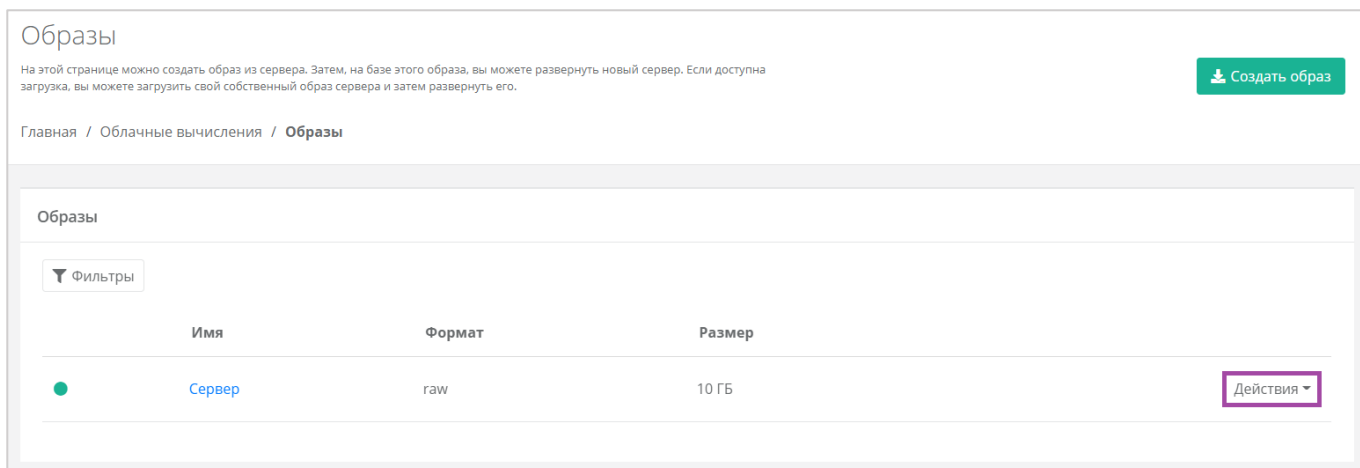 Образы
На этой странице можно создать образ из сервера. Затем, на базе этого образа, вы можете развернуть новый сервер. Если доступна
загрузка, вы можете загрузить свой собственный образ сервера и затем развернуть его.
Создать образ
Главная / Облачные вычисления / Образы
Образы
Фильтры
Имя Формат Размер
Сервер raw 10 ГБ Действия